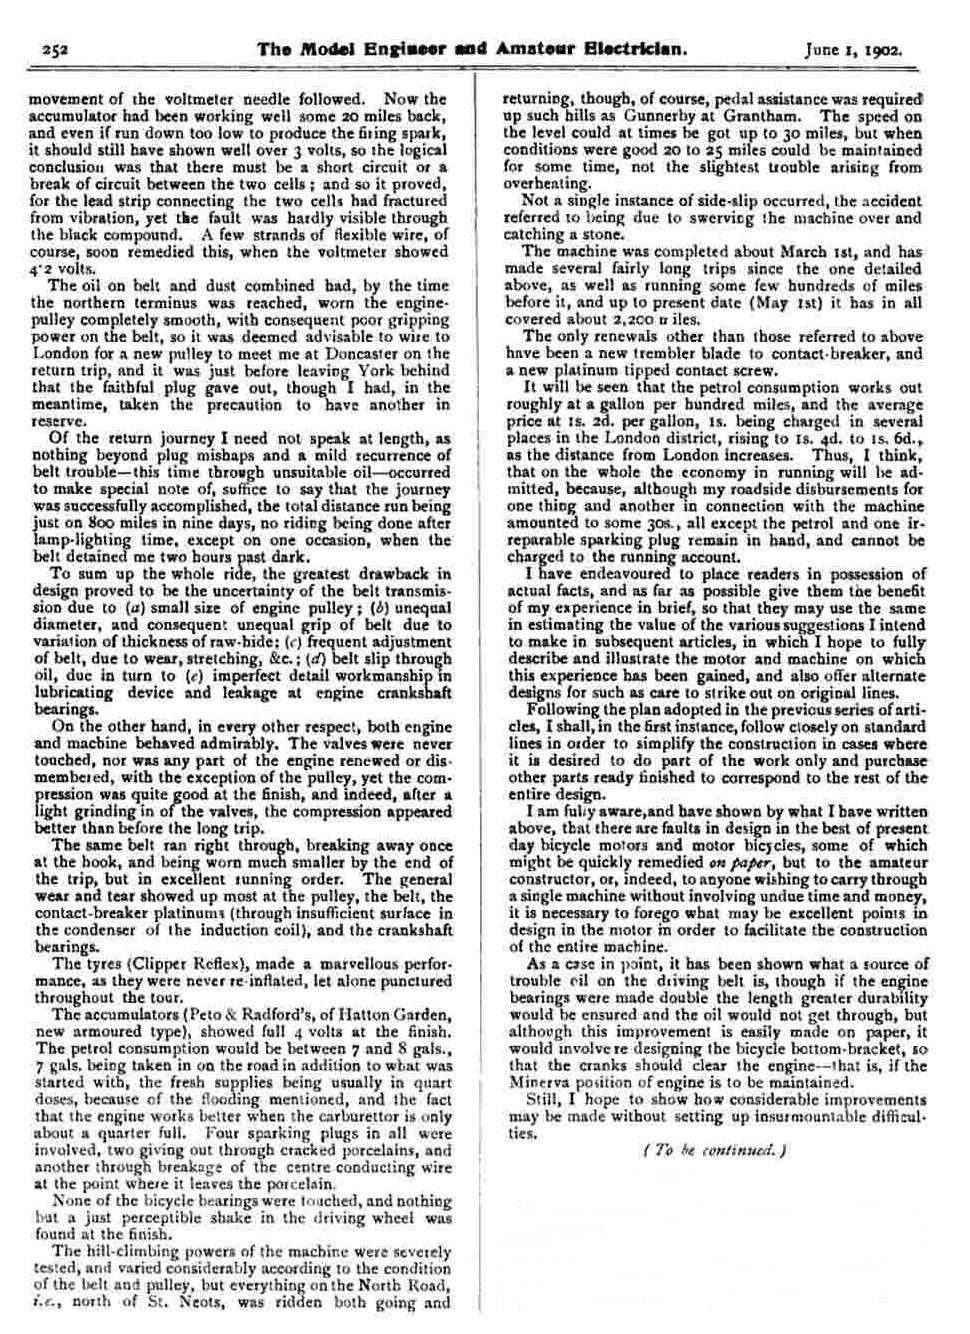 252
The Model Engineer and Amateur Electrician.
June 1, 1902.
movement of the voltmeter needle followed. Now the
accumulator had been working well some 20 miles back,
and even if run down too low to produce the firing spark,
it should still have shown well over 3 volts, so the logical
conclusion was that there must be a short circuit or a
break of circuit between the two cells ; and so it proved,
for the lead strip connecting the two cells had fractured
from vibration, yet the fault was hardly visible through
the black compound. A few strands of flexible wire, of
course, soon remedied this, when the voltmeter showed
4·2 volts.
The oil on belt and dust combined had, by the time
the northern terminus was reached, worn the engine-
pulley completely smooth, with consequent poor gripping
power on the belt, so it was deemed advisable to wire to
London for a new pulley to meet me at Doncaster on the
return trip, and it was just before leaving York behind
that the faithful plug gave out, though I had, in the
meantime, taken the precaution to have another in
reserve.
Of the return journey I need not speak at length, as
nothing beyond plug mishaps and a mild recurrence of
belt trouble—this time through unsuitable oil—occurred
to make special note of, suffice to say that the journey
was successfully accomplished, the total distance run being
just on 800 miles in nine days, no riding being done after
lamp-lighting time, except on one occasion, when the
belt detained me two hours past dark.
To sum up the whole ride, the greatest drawback in
design proved to be the uncertainty of the belt transmis-
sion due to (a) small size of engine pulley ; (b) unequal
diameter, and consequent unequal grip of belt due to
variation of thickness of raw-hide; (c) frequent adjustment
of belt, due to wear, stretching, &c. ; (d) belt slip through
oil, due in turn to (e) imperfect detail workmanship in
lubricating device and leakage at engine crankshaft
bearings.
On the other hand, in every other respect, both engine
and machine behaved admirably. The valves were never
touched, nor was any part of the engine renewed or dis-
membered, with the exception of the pulley, yet the com-
pression was quite good at the finish, and indeed, after a
light grinding in of the valves, the compression appeared
better than before the long trip.
The same belt ran right through, breaking away once
at the hook, and being worn much smaller by the end of
the trip, but in excellent running order. The general
wear and tear showed up most at the pulley, the belt, the
contact-breaker platinums (through insufficient surface in
the condenser of the induction coil), and the crankshaft
bearings.
The tyres (Clipper Reflex), made a marvellous perfor-
mance, as they were never re-inflated, let alone punctured
throughout the tour.
The accumulators (Peto & Radford's, of Hatton Garden,
new armoured type), showed full 4 volts at the finish.
The petrol consumption would be between 7 and 8 gals.,
7 gals. being taken in on the road in addition to what was
started with, the fresh supplies being usually in quart
doses, because of the flooding mentioned, and the fact
that the engine works better when the carburettor is only
about a quarter full. Four sparking plugs in all were
involved, two giving out through cracked porcelains, and
another through breakage of the centre conducting wire
at the point where it leaves the porcelain.
None of the bicycle bearings were touched, and nothing
but a just perceptible shake in the driving wheel was
found at the finish.
The hill-climbing powers of the machine were severely
tested, and varied considerably according to the condition
of the belt and pulley, but everything on the North Road,
i.e., north of St. Neots, was ridden both going and
returning, though, of course, pedal assistance was required
up such hills as Gunnerby at Grantham. The speed on
the level could at times be got up to 30 miles, but when
conditions were good 20 to 25 miles could be maintained
for some time, not the slightest trouble arising from
overheating.
Not a single instance of side-slip occurred, the accident
referred to being due to swerving the machine over and
catching a stone.
The machine was completed about March 1st, and has
made several fairly long trips since the one detailed
above, as well as running some few hundreds of miles
before it, and up to present date (May 1st) it has in all
covered about 2,200 miles.
The only renewals other than those referred to above
have been a new trembler blade to contact-breaker, and
a new platinum tipped contact screw.
It will be seen that the petrol consumption works out
roughly at a gallon per hundred miles, and the average
price at 1s. 2d. per gallon, 1s. being charged in several
places in the London district, rising to 1s. 4d. to 1s. 6d.,
as the distance from London increases. Thus, I think,
that on the whole the economy in running will be ad-
mitted, because, although my roadside disbursements for
one thing and another in connection with the machine
amounted to some 30s., all except the petrol and one ir-
reparable sparking plug remain in hand, and cannot be
charged to the running account.
I have endeavoured to place readers in possession of
actual facts, and as far as possible give them the benefit
of my experience in brief, so that they may use the same
in estimating the value of the various suggestions I intend
to make in subsequent articles, in which I hope to fully
describe and illustrate the motor and machine on which
this experience has been gained, and also offer alternate
designs for such as care to strike out on original lines.
Following the plan adopted in the previous series of arti-
cles, I shall, in the first instance, follow closely on standard
lines in order to simplify the construction in cases where
it is desired to do part of the work only and purchase
other parts ready finished to correspond to the rest of the
entire design.
I am fully aware, and have shown by what I have written
above, that there are faults in design in the best of present
day bicycle motors and motor bicycles, some of which
might be quickly remedied on paper, but to the amateur
constructor, or, indeed, to anyone wishing to carry through
a single machine without involving undue time and money,
it is necessary to forego what may be excellent points in
design in the motor in order to facilitate the construction
of the entire machine.
As a case in point, it has been shown what a source of
trouble oil on the driving belt is, though if the engine
bearings were made double the length greater durability
would be ensured and the oil would not get through, but
although this improvement is easily made on paper, it
would involve re designing the bicycle bottom-bracket, so
that the cranks should clear the engine—that is, if the
Minerva position of engine is to be maintained.
Still, I hope to show how considerable improvements
may be made without setting up insurmountable difficul-
ties.
( To be continued. )